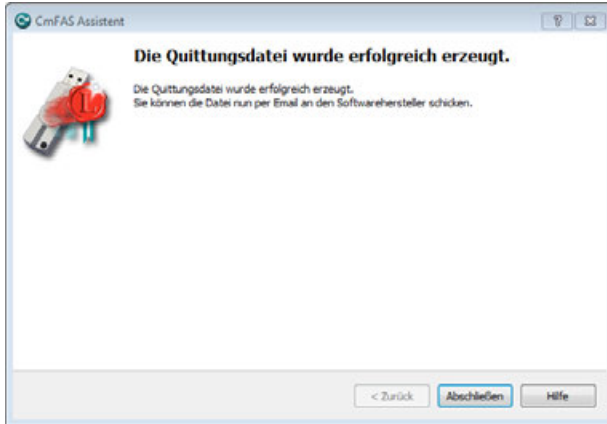 CmFAS Assistent
Die Quittungsdatei wurde erfolgreich erzeugt.
Die Quittungsdatei wurde erfolgreich erzeugt.
Sie können die Datei nun per Email an den Softwarehersteller schicken.
< Zurück Abschließen Hilfe